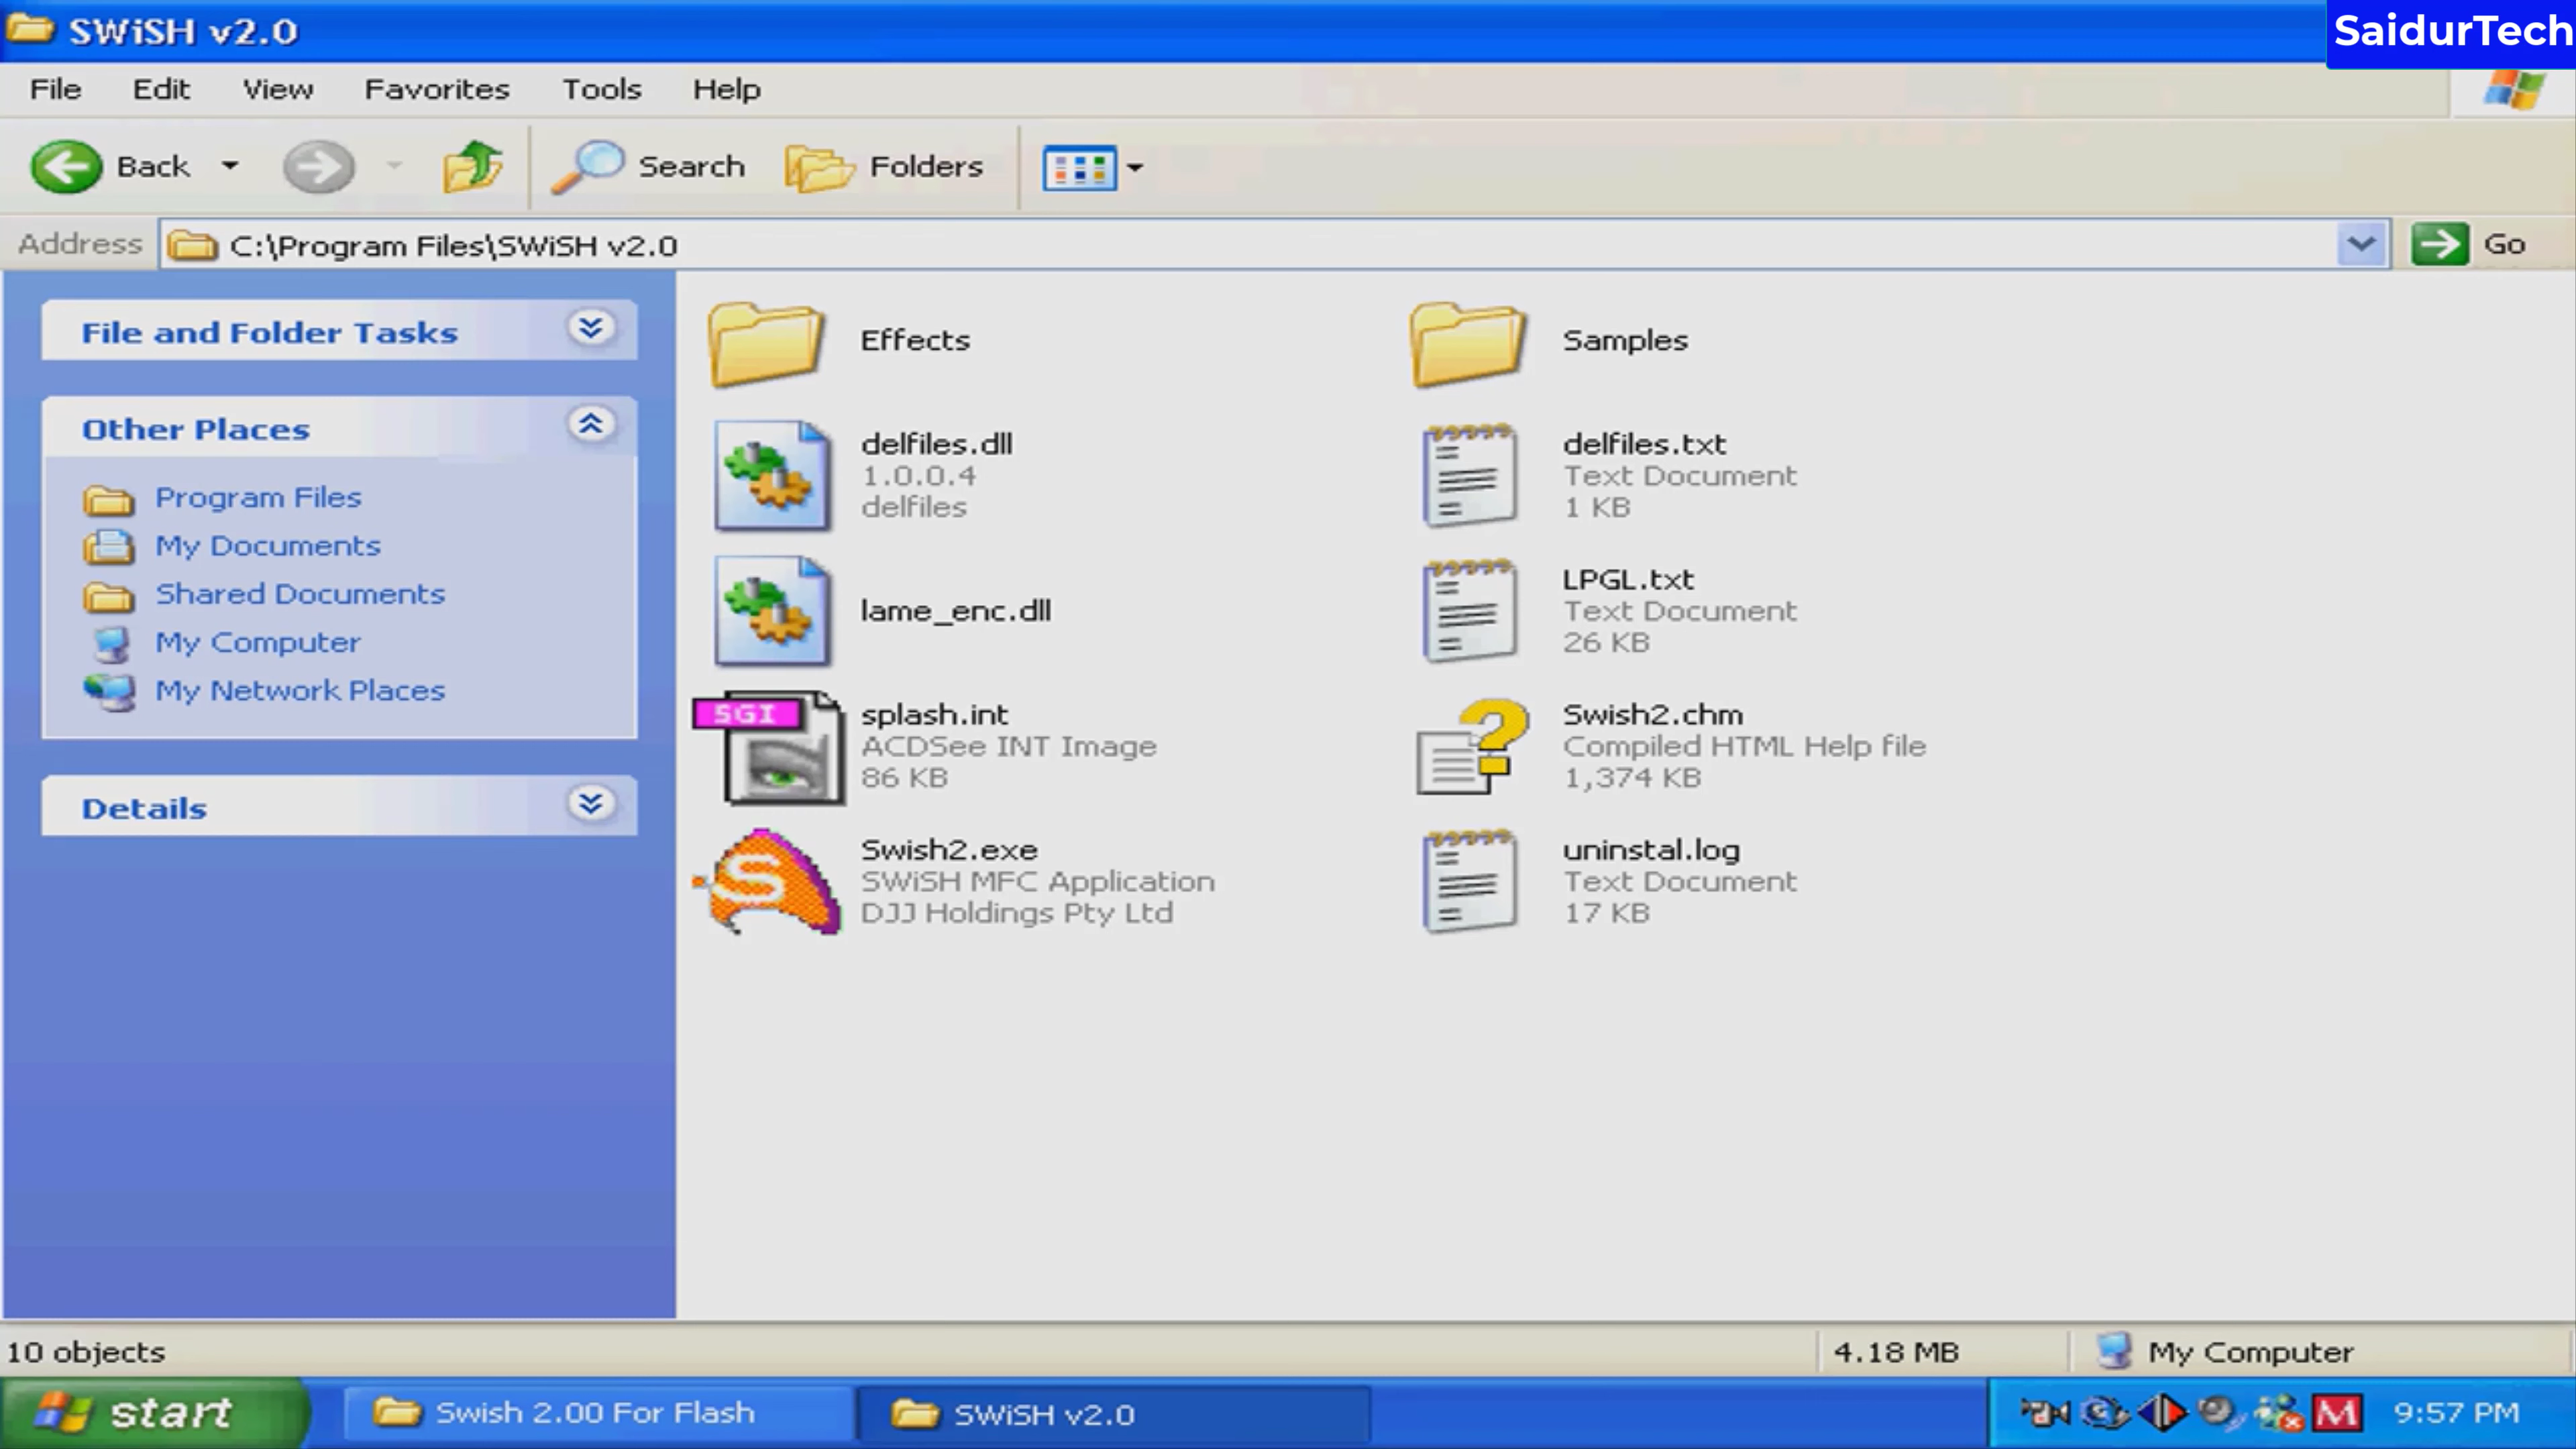 SWiSH v2.0
SaidurTech
File Edit View Favorites Tools Help
Back Search Folders
Address C:\Program Files\SWiSH v2.0 Go
File and Folder Tasks
Other Places
Program Files
My Documents
Shared Documents
My Computer
My Network Places
Details
Effects
Samples
delfiles.dll
1.0.0.4
delfiles
delfiles.txt
Text Document
1 KB
lame_enc.dll
LPGL.txt
Text Document
26 KB
SGI
splash.int
ACDSee INT Image
86 KB
Swish2.chm
Compiled HTML Help file
1,374 KB
S
Swish2.exe
SWiSH MFC Application
DJJ Holdings Pty Ltd
uninstal.log
Text Document
17 KB
10 objects 4.18 MB My Computer
start Swish 2.00 For Flash SWiSH v2.0 M 9:57 PM